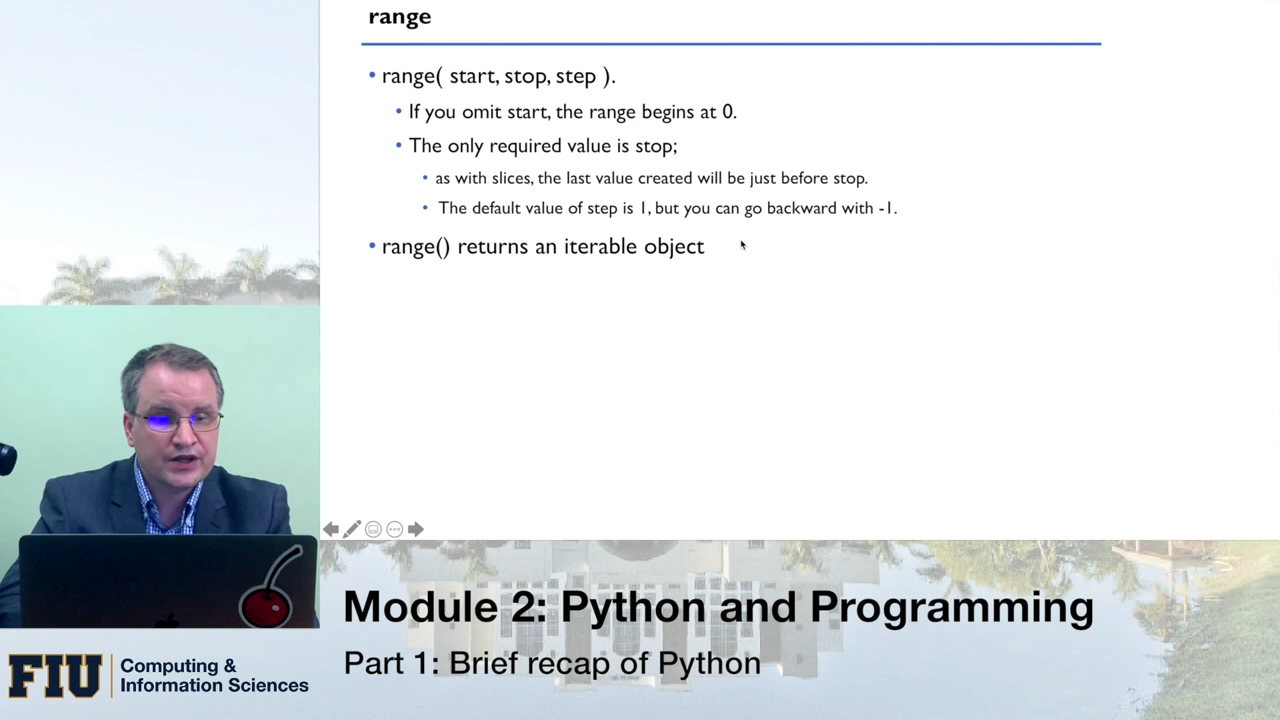 range
• range( start, stop, step ).
• If you omit start, the range begins at 0.
• The only required value is stop;
• as with slices, the last value created will be just before stop.
• The default value of step is 1, but you can go backward with -1.
• range() returns an iterable object
Module 2: Python and Programming
Part 1: Brief recap of Python
FIU
Computing &
Information Sciences